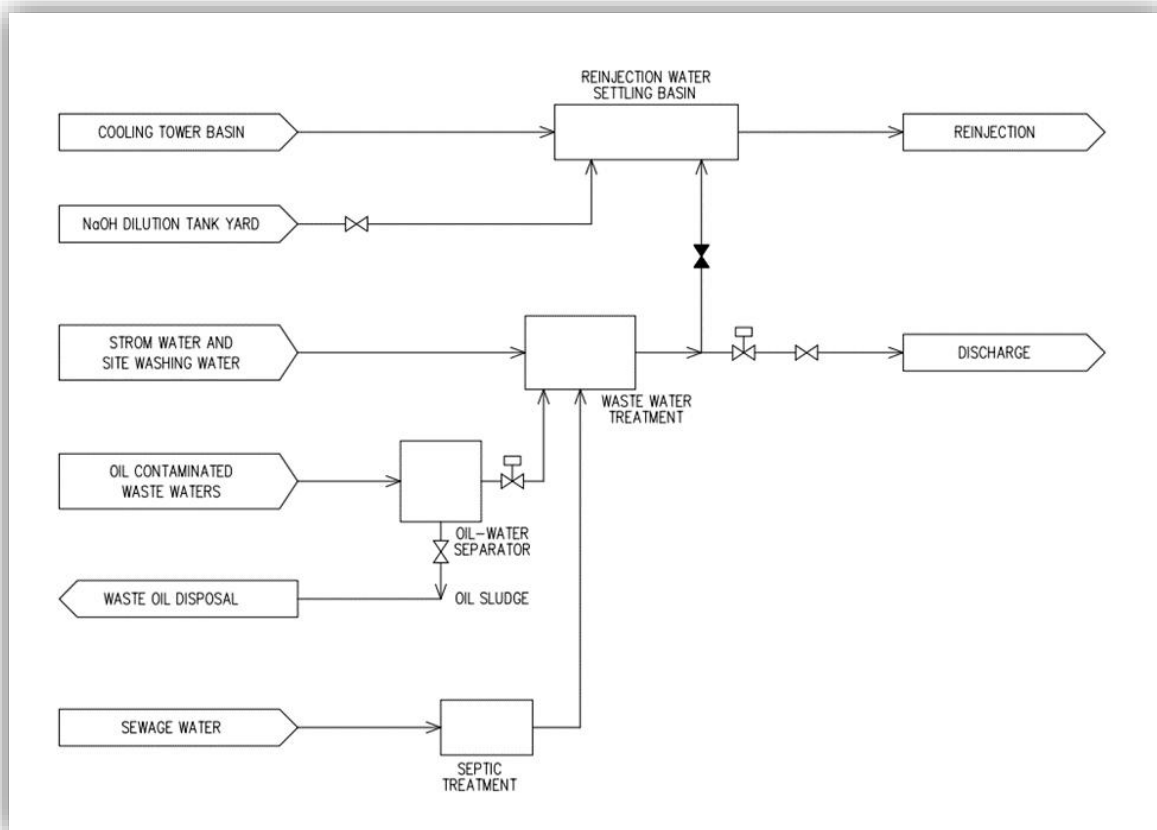 REINJECTION WATER
SETTLING BASIN
COOLING TOWER BASIN
REINJECTION
NaOH DILUTION TANK YARD
STROM WATER AND
SITE WASHING WATER
DISCHARGE
WASTE WATER
TREATMENT
OIL CONTAMINATED
WASTE WATERS
OIL-WATER
SEPARATOR
WASTE OIL DISPOSAL
OIL SLUDGE
SEWAGE WATER
SEPTIC
TREATMENT